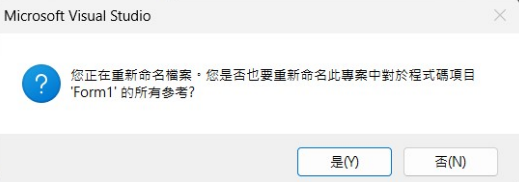 Microsoft Visual Studio
您正在重新命名檔案。您是否也要重新命名此專案中對於程式碼項目
'Form1' 的所有參考?
是(Y)
否(N)